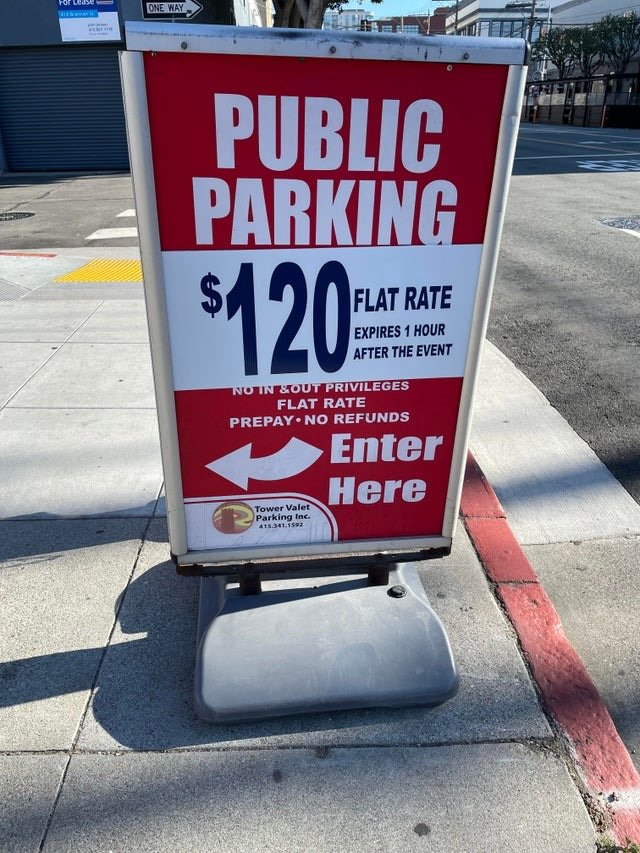 For Lease
ONE WAY
PUBLIC
PARKING
$120 FLAT RATE
EXPIRES 1 HOUR
AFTER THE EVENT
NO IN &OUT PRIVILEGES
FLAT RATE
PREPAY • NO REFUNDS
Enter
Here
Tower Valet
Parking Inc.
415.341.1592